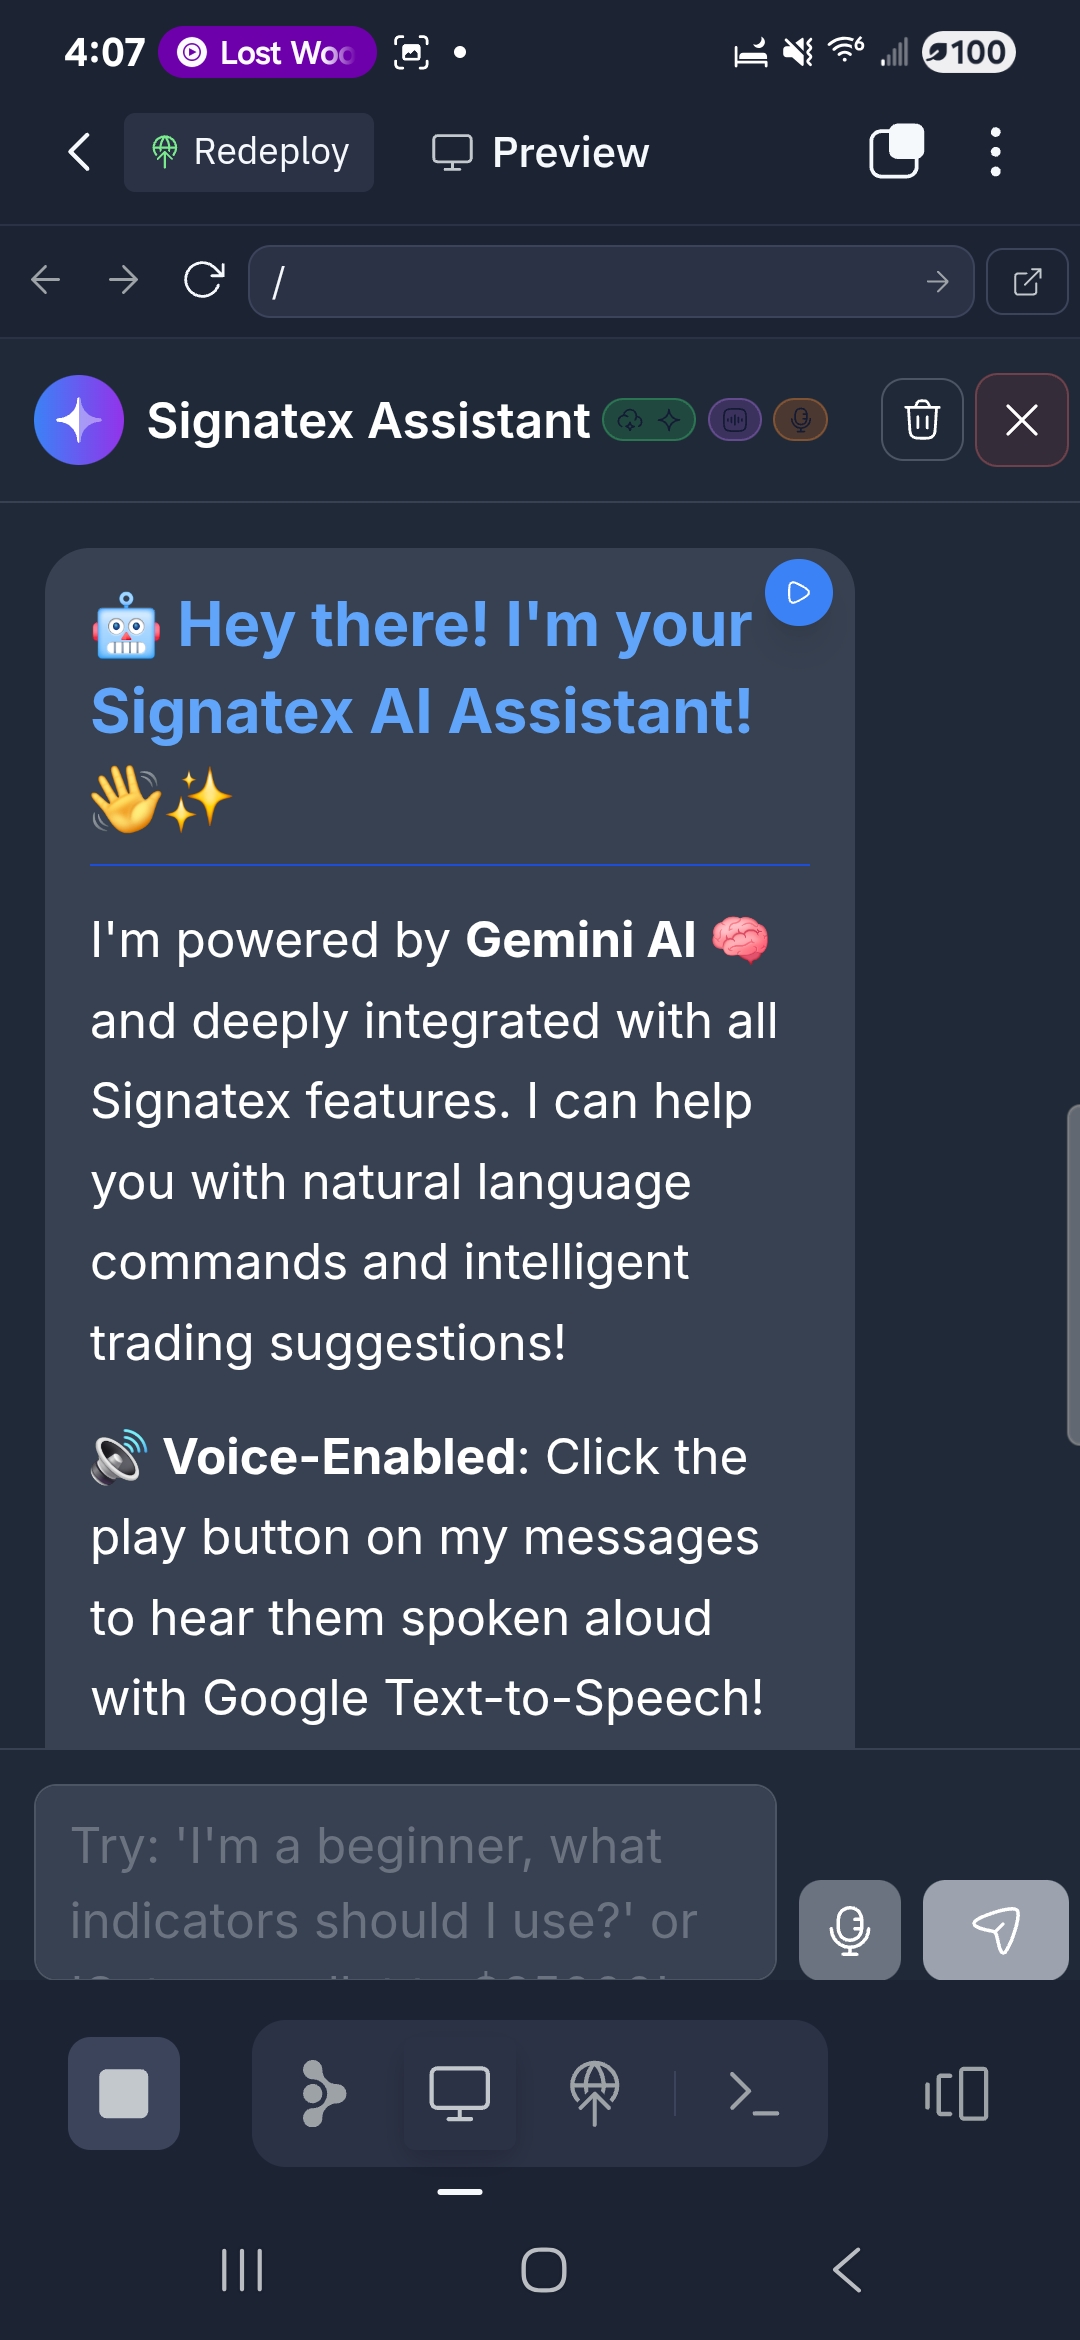 4:07 Lost Woo 6 100
Redeploy Preview
/
Signatex Assistant
🤖 Hey there! I'm your
Signatex AI Assistant!
👋✨
I'm powered by Gemini AI 🧠
and deeply integrated with all
Signatex features. I can help
you with natural language
commands and intelligent
trading suggestions!
🔊 Voice-Enabled: Click the
play button on my messages
to hear them spoken aloud
with Google Text-to-Speech!
Try: 'I'm a beginner, what
indicators should I use?' or